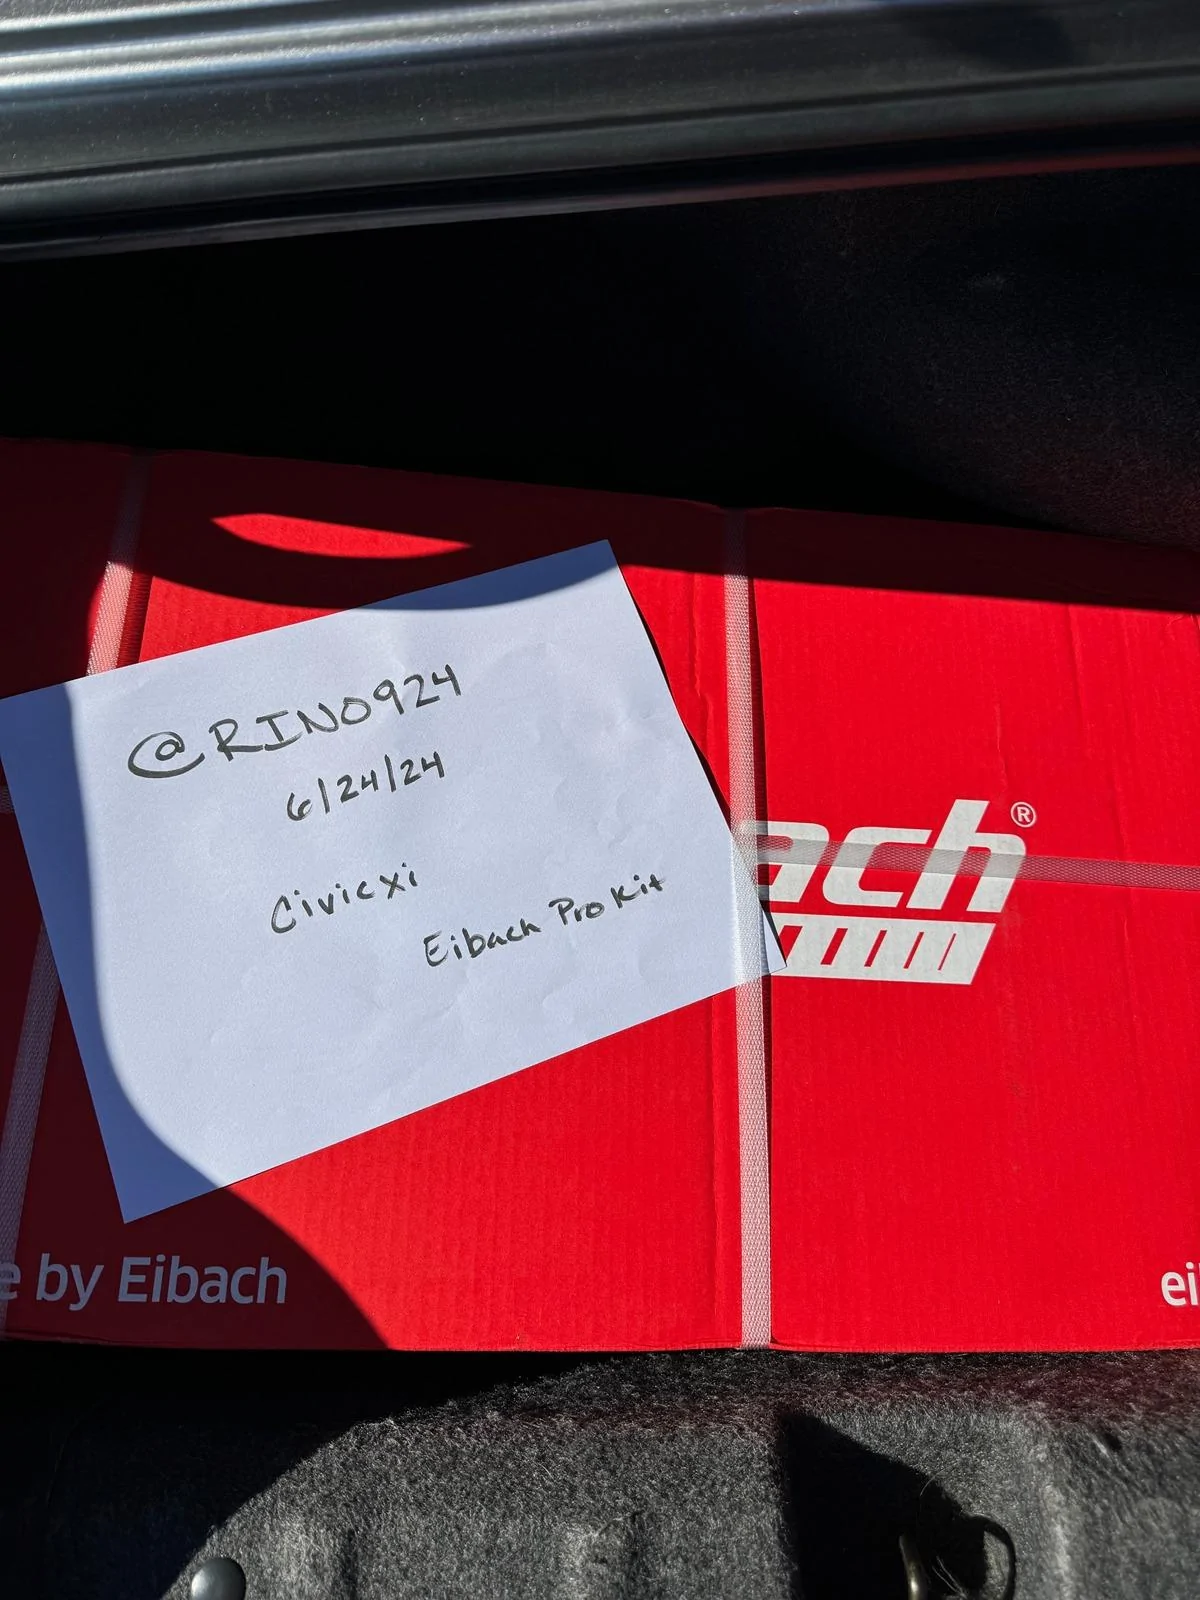 @RINO924
6/24/24
Civicxi
Eibach Pro Kit
ach®
e by Eibach
ei